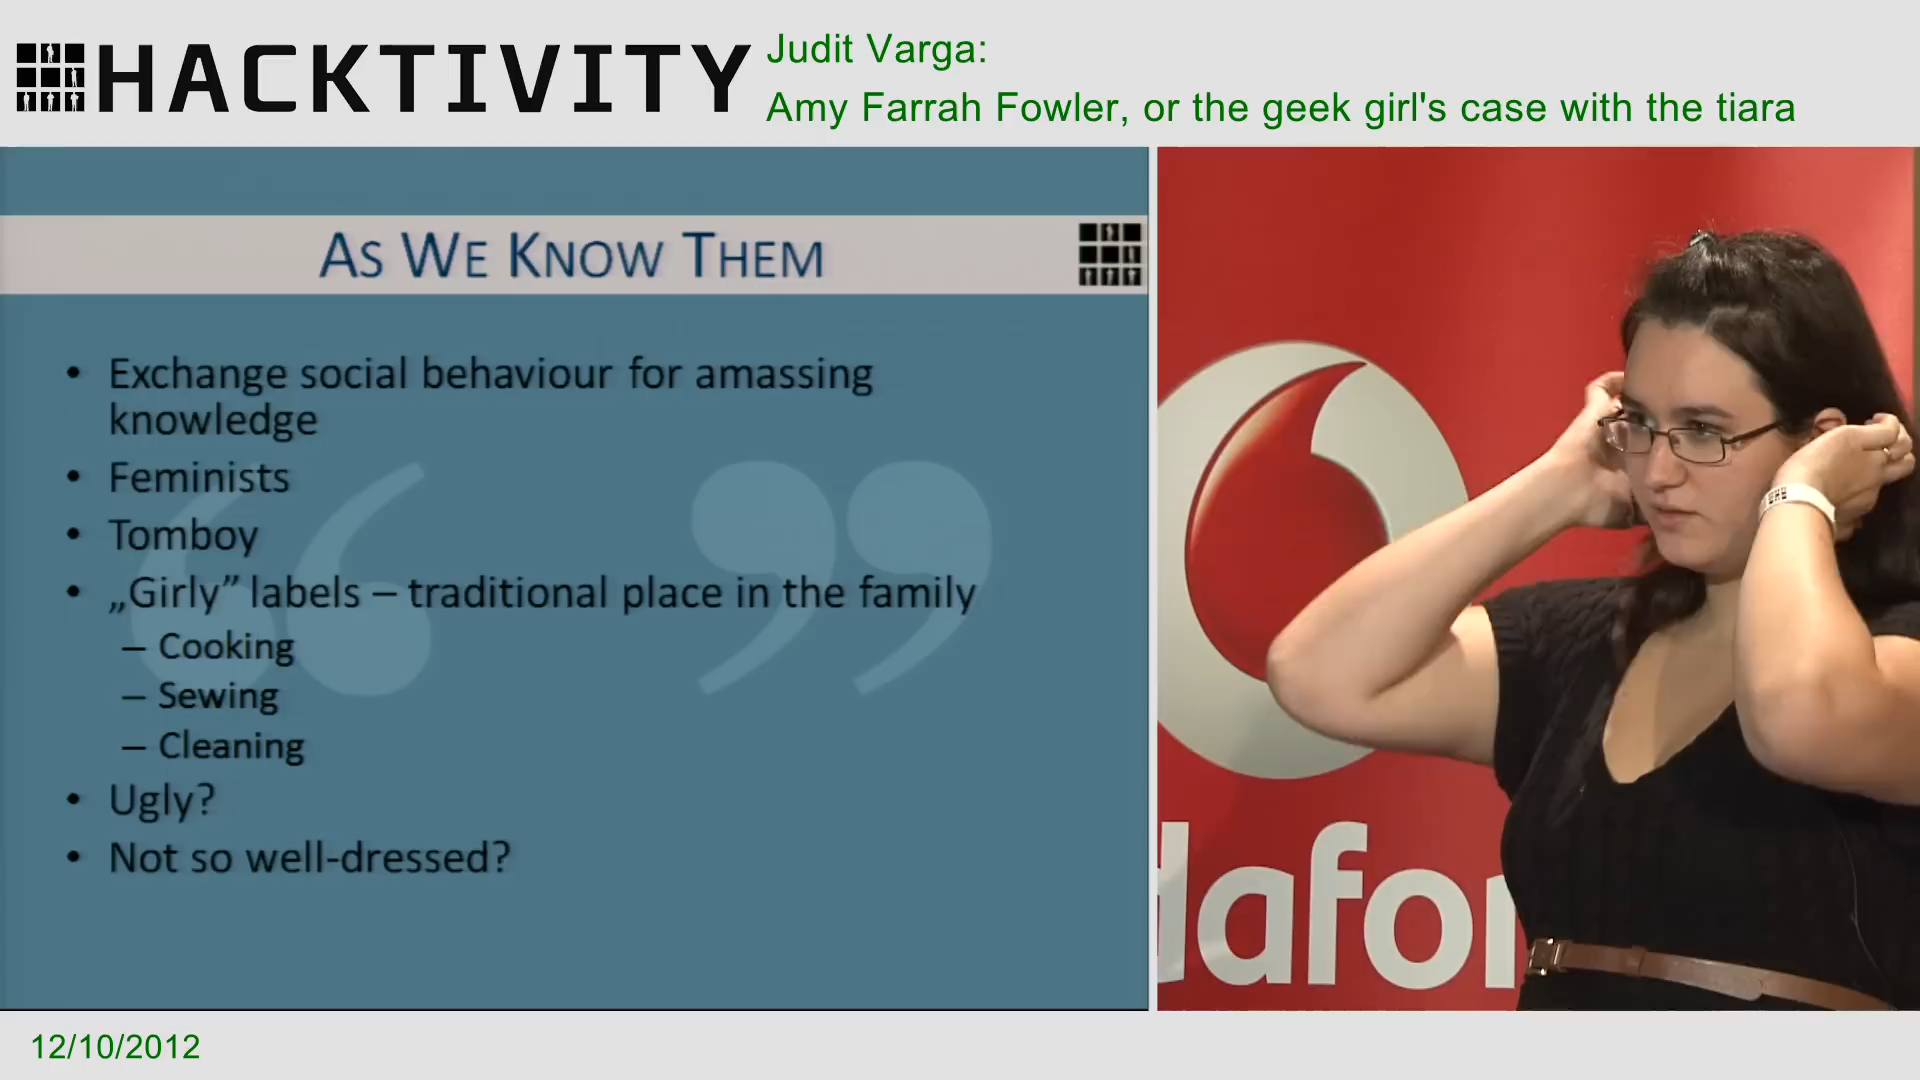 HACKTIVITY
Judit Varga:
Amy Farrah Fowler, or the geek girl's case with the tiara
AS WE KNOW THEM
• Exchange social behaviour for amassing
knowledge
• Feminists
• Tomboy
• „Girly” labels – traditional place in the family
– Cooking
– Sewing
– Cleaning
• Ugly?
• Not so well-dressed?
dafon
12/10/2012